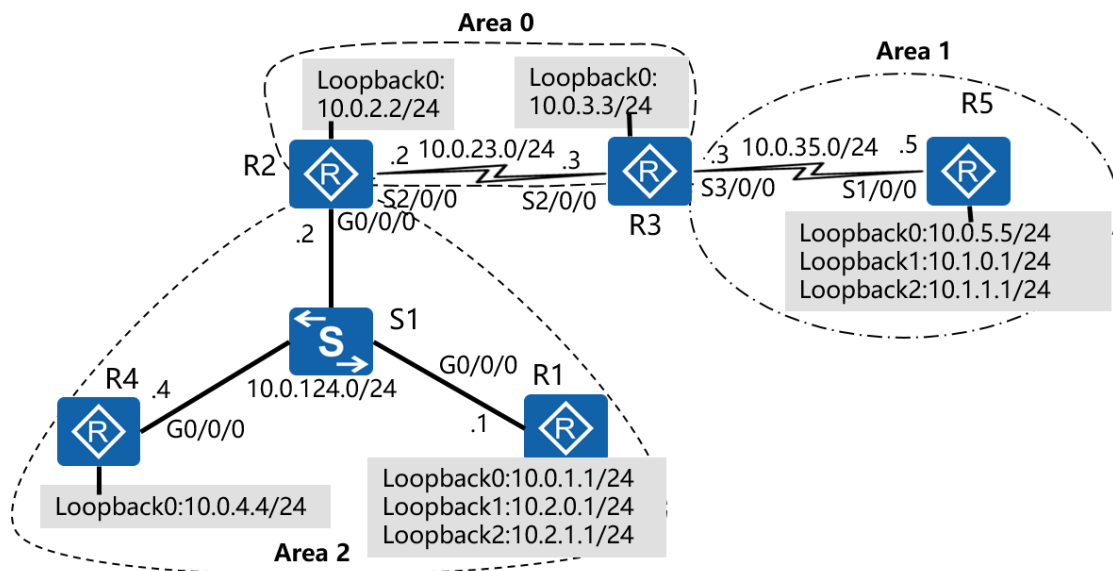 Area 0
Area 1
Loopback0:
10.0.2.2/24
Loopback0:
10.0.3.3/24
R5
R2
.2
10.0.23.0/24
.3
.3
10.0.35.0/24
.5
R
R
R
S2/0/0
S2/0/0
S3/0/0
S1/0/0
G0/0/0
.2
R3
Loopback0:10.0.5.5/24
Loopback1:10.1.0.1/24
Loopback2:10.1.1.1/24
S
S1
R4
.4
10.0.124.0/24
G0/0/0
R1
R
G0/0/0
.1
R
Loopback0:10.0.4.4/24
Loopback0:10.0.1.1/24
Loopback1:10.2.0.1/24
Loopback2:10.2.1.1/24
Area 2